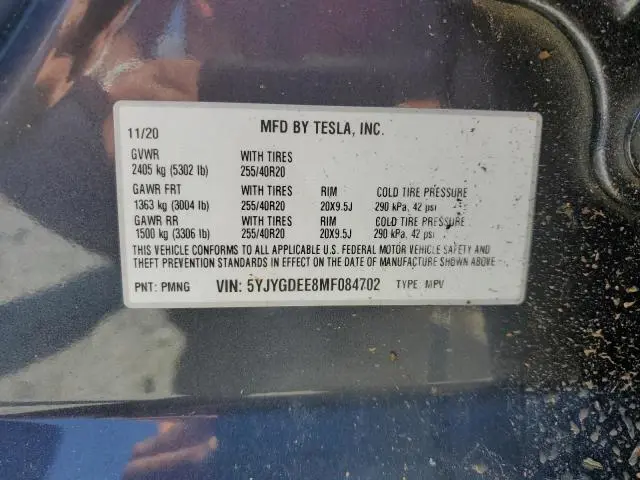 11/20 MFD BY TESLA, INC.
GVWR WITH TIRES
2405 kg (5302 lb) 255/40R20
GAWR FRT WITH TIRES RIM COLD TIRE PRESSURE
1363 kg (3004 lb) 255/40R20 20X9.5J 290 kPa, 42 psi
GAWR RR WITH TIRES RIM COLD TIRE PRESSURE
1500 kg (3306 lb) 255/40R20 20X9.5J 290 kPa, 42 psi
THIS VEHICLE CONFORMS TO ALL APPLICABLE U.S. FEDERAL MOTOR VEHICLE SAFETY AND
THEFT PREVENTION STANDARDS IN EFFECT ON THE DATE OF MANUFACTURE SHOWN ABOVE
PNT: PMNG VIN: 5YJYGDEE8MF084702 TYPE: MPV